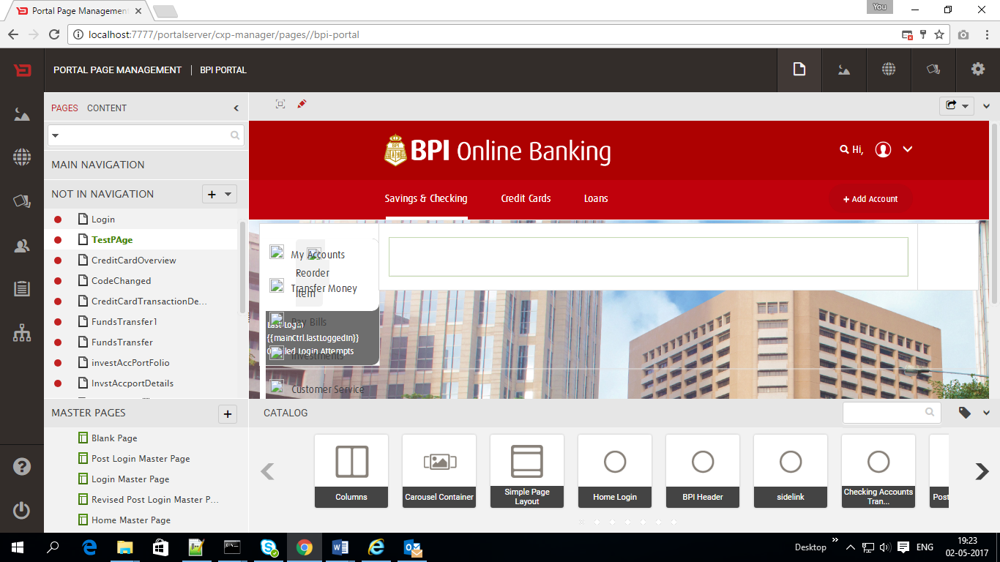 Portal Page Management
You
localhost:7777/portalserver/cxp-manager/pages//bpi-portal
PORTAL PAGE MANAGEMENT | BPI PORTAL
PAGES CONTENT
MAIN NAVIGATION
NOT IN NAVIGATION
Login
TestPAge
CreditCardOverview
CodeChanged
CreditCardTransactionDe...
FundsTransfer1
FundsTransfer
investAccPortFolio
InvstAccportDetails
MASTER PAGES
Blank Page
Post Login Master Page
Login Master Page
Revised Post Login Master P...
Home Master Page
BPI Online Banking
Hi,
Savings & Checking Credit Cards Loans
+ Add Account
My Accounts
Reorder
Transfer Money
Item
Pay Bills
Last Login
{{mainCtrl.lastLoggedIn}}
Investments
Login Attempts
Customer Service
CATALOG
Columns
Carousel Container
Simple Page
Layout
Home Login
BPI Header
sidelink
Checking Accounts
Tran...
Post
Desktop
ENG
19:23
02-05-2017